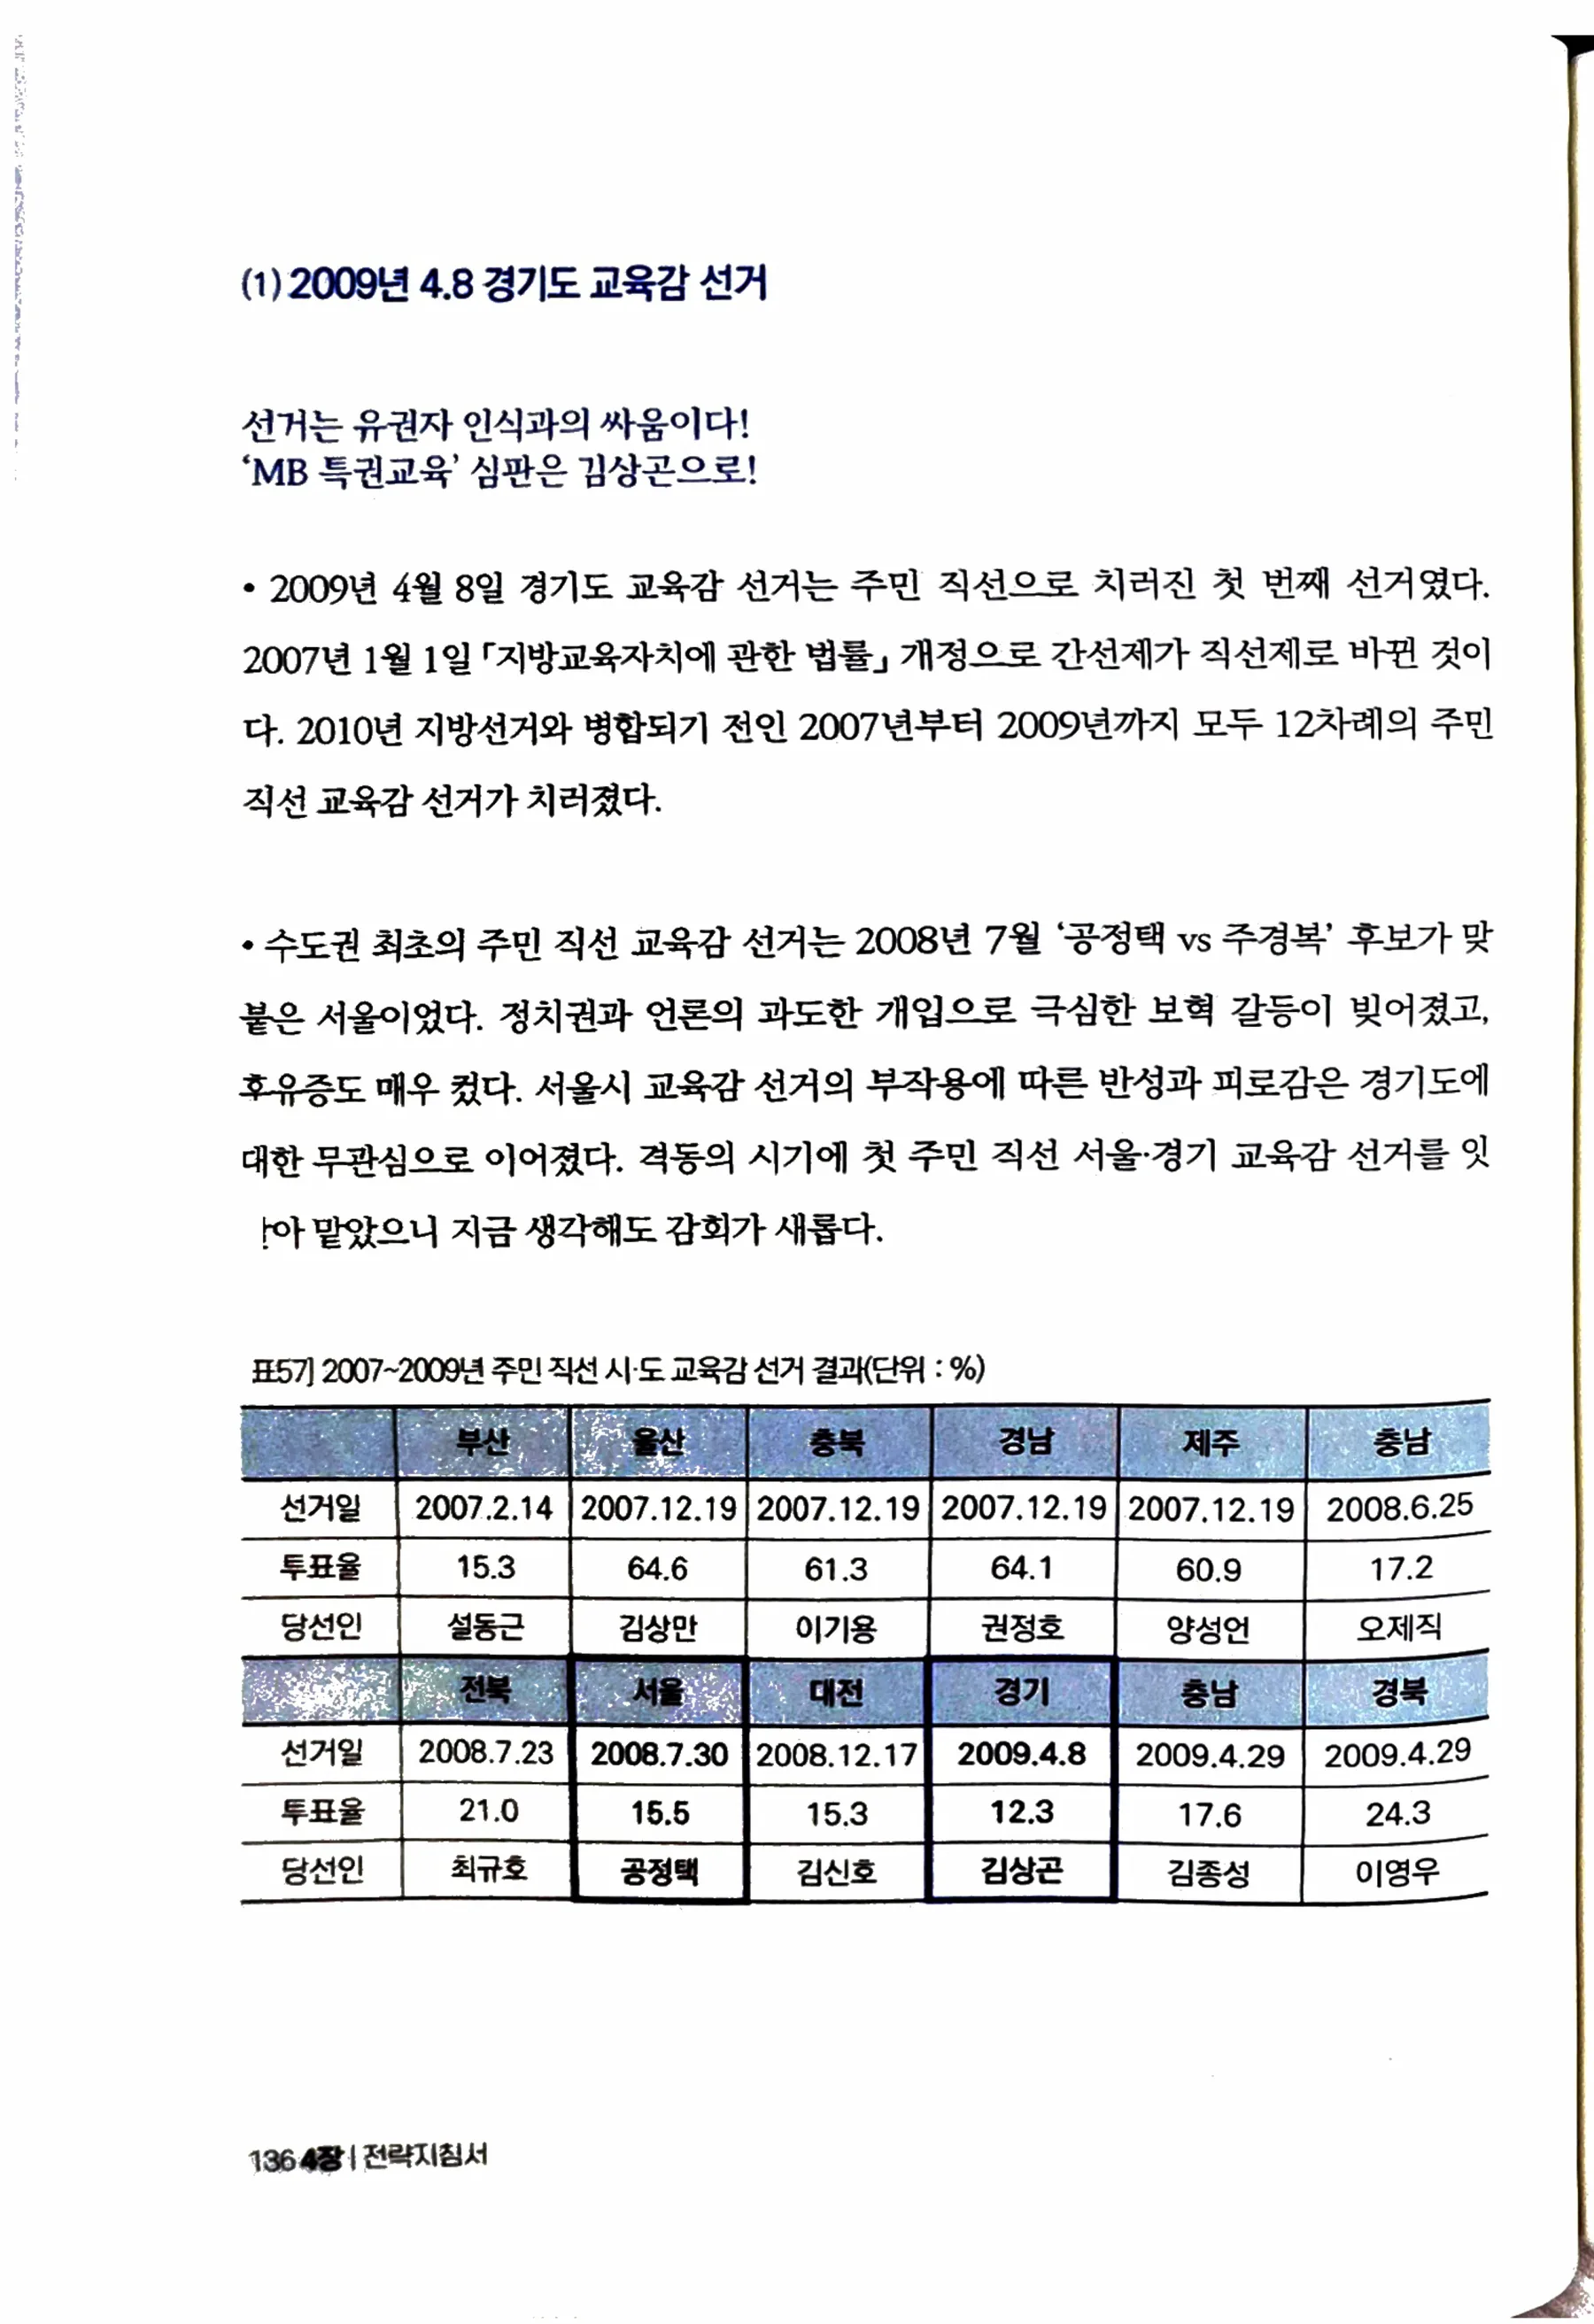 (1) 2009년 4.8 경기도 교육감 선거
선거는 유권자 인식과의 싸움이다!
‘MB 특권교육’ 심판은 김상곤으로!
• 2009년 4월 8일 경기도 교육감 선거는 주민 직선으로 치러진 첫 번째 선거였다.
2007년 1월 1일 「지방교육자치에 관한 법률」 개정으로 간선제가 직선제로 바뀐 것이
다. 2010년 지방선거와 병합되기 전인 2007년부터 2009년까지 모두 12차례의 주민
직선 교육감 선거가 치러졌다.
• 수도권 최초의 주민 직선 교육감 선거는 2008년 7월 ‘공정택 vs 주경복’ 후보가 맞
붙은 서울이었다. 정치권과 언론의 과도한 개입으로 극심한 보혁 갈등이 빚어졌고,
후유증도 매우 컸다. 서울시 교육감 선거의 부작용에 따른 반성과 피로감은 경기도에
대한 무관심으로 이어졌다. 격동의 시기에 첫 주민 직선 서울·경기 교육감 선거를 잇
맡았으니 지금 생각해도 감회가 새롭다.
표57] 2007~2009년 주민 직선 시·도 교육감 선거 결과(단위 : %)
부산 울산 충북 경남 제주 충남
선거일 2007.2.14 2007.12.19 2007.12.19 2007.12.19 2007.12.19 2008.6.25
투표율 15.3 64.6 61.3 64.1 60.9 17.2
당선인 설동근 김상만 이기용 권정호 양성언 오제직
전북 서울 대전 경기 충남 경북
선거일 2008.7.23 2008.7.30 2008.12.17 2009.4.8 2009.4.29 2009.4.29
투표율 21.0 15.5 15.3 12.3 17.6 24.3
당선인 최규호 공정택 김신호 김상곤 김종성 이영우
136 4장 | 전략지침서